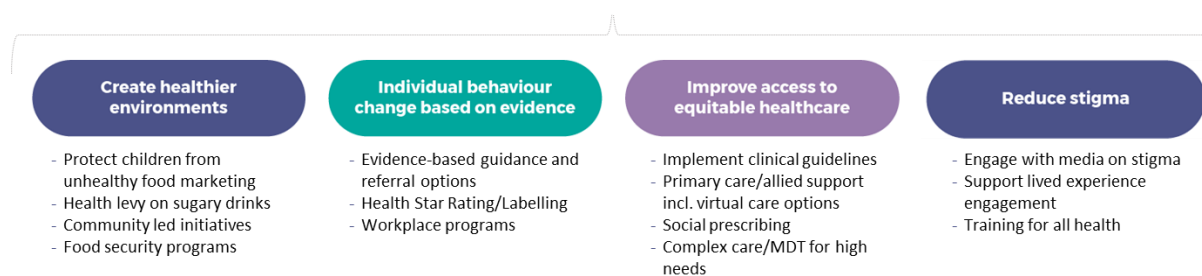 Create healthier
environments
- Protect children from
unhealthy food marketing
- Health levy on sugary drinks
- Community led initiatives
- Food security programs
Individual behaviour
change based on evidence
- Evidence-based guidance and
referral options
- Health Star Rating/Labelling
- Workplace programs
Improve access to
equitable healthcare
- Implement clinical guidelines
- Primary care/allied support
incl. virtual care options
- Social prescribing
- Complex care/MDT for high
needs
Reduce stigma
- Engage with media on stigma
- Support lived experience
engagement
- Training for all health